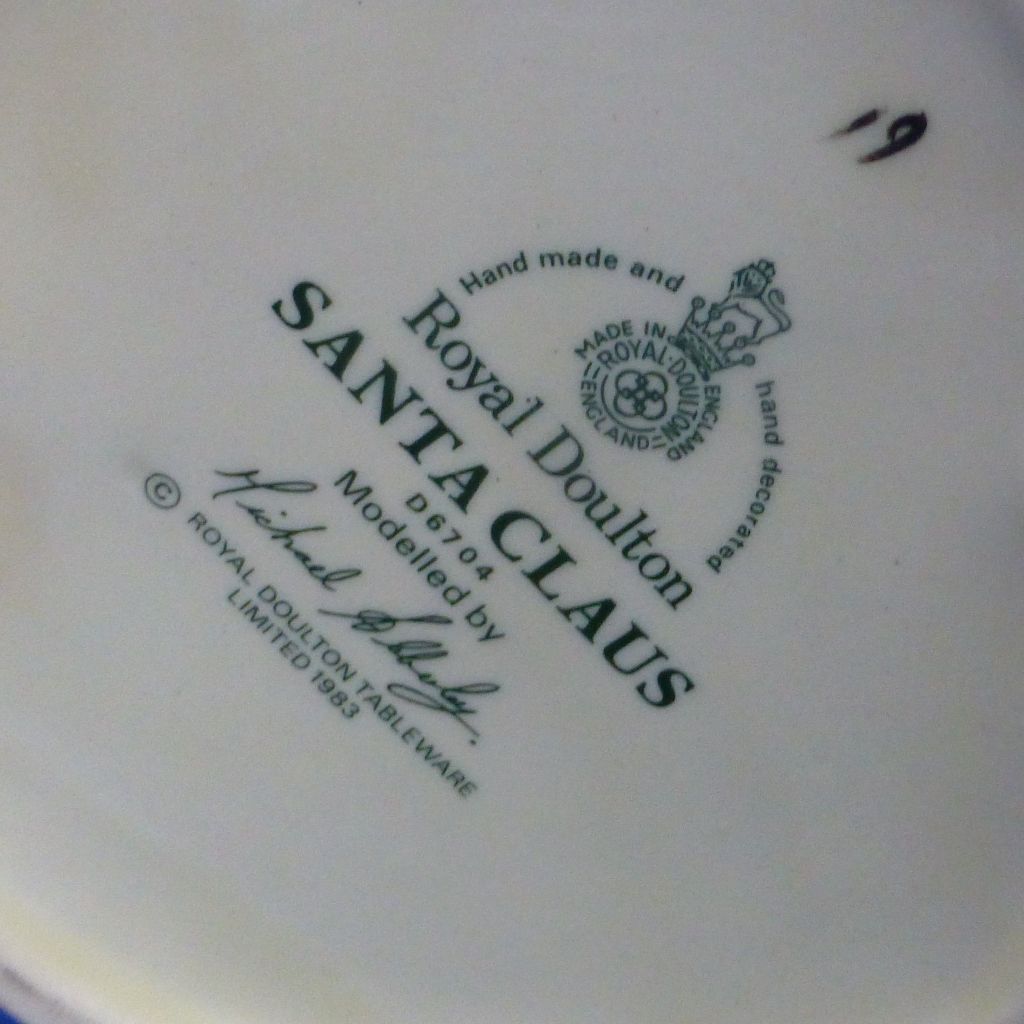 19
Hand made and hand decorated
MADE IN ENGLAND
ROYAL·DOULTON
ENGLAND
Royal Doulton
SANTA CLAUS
D6704
Modelled by
Michael Abberley.
© ROYAL DOULTON TABLEWARE
LIMITED 1983